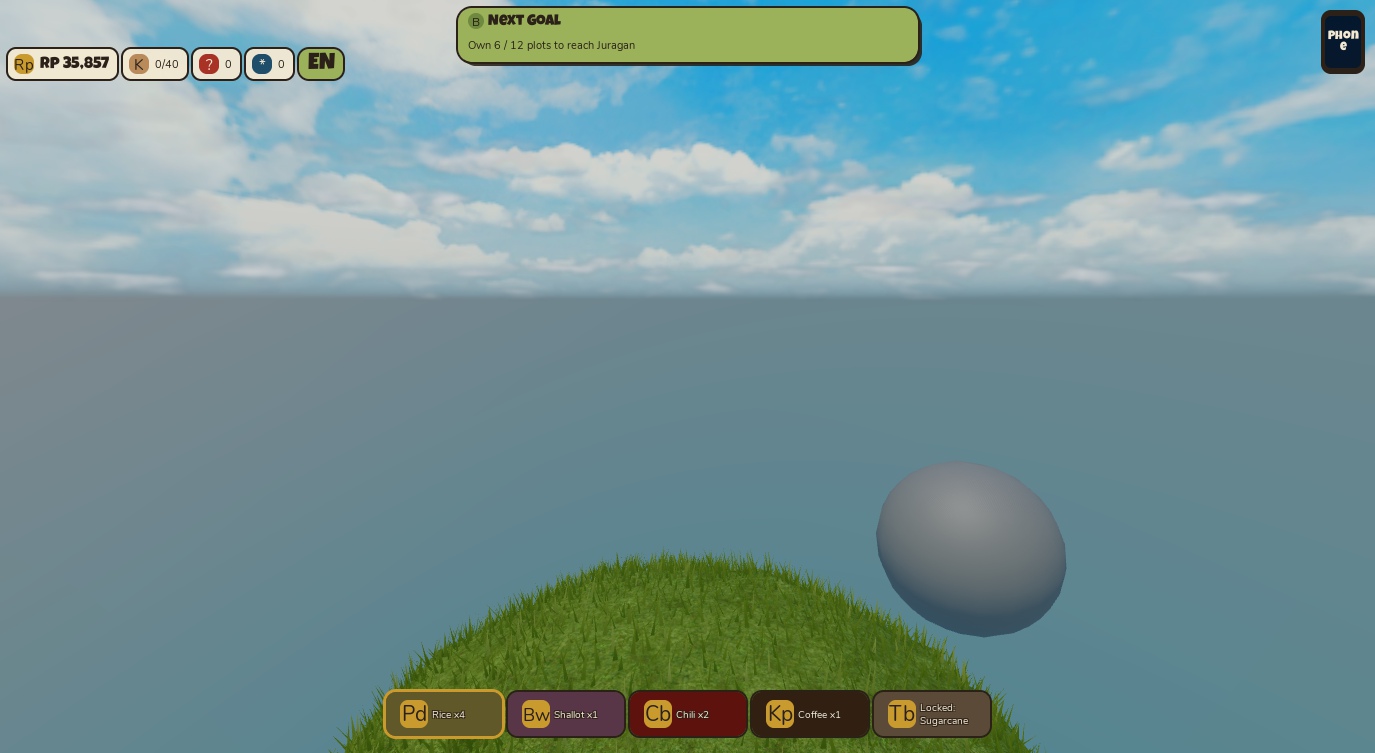 B Next Goal
Own 6 / 12 plots to reach Juragan
Phon
e
Rp RP 35,857 K 0/40 ? 0 * 0 EN
Pd Rice x4 Bw Shallot x1 Cb Chili x2 Kp Coffee x1 Tb Locked:
Sugarcane